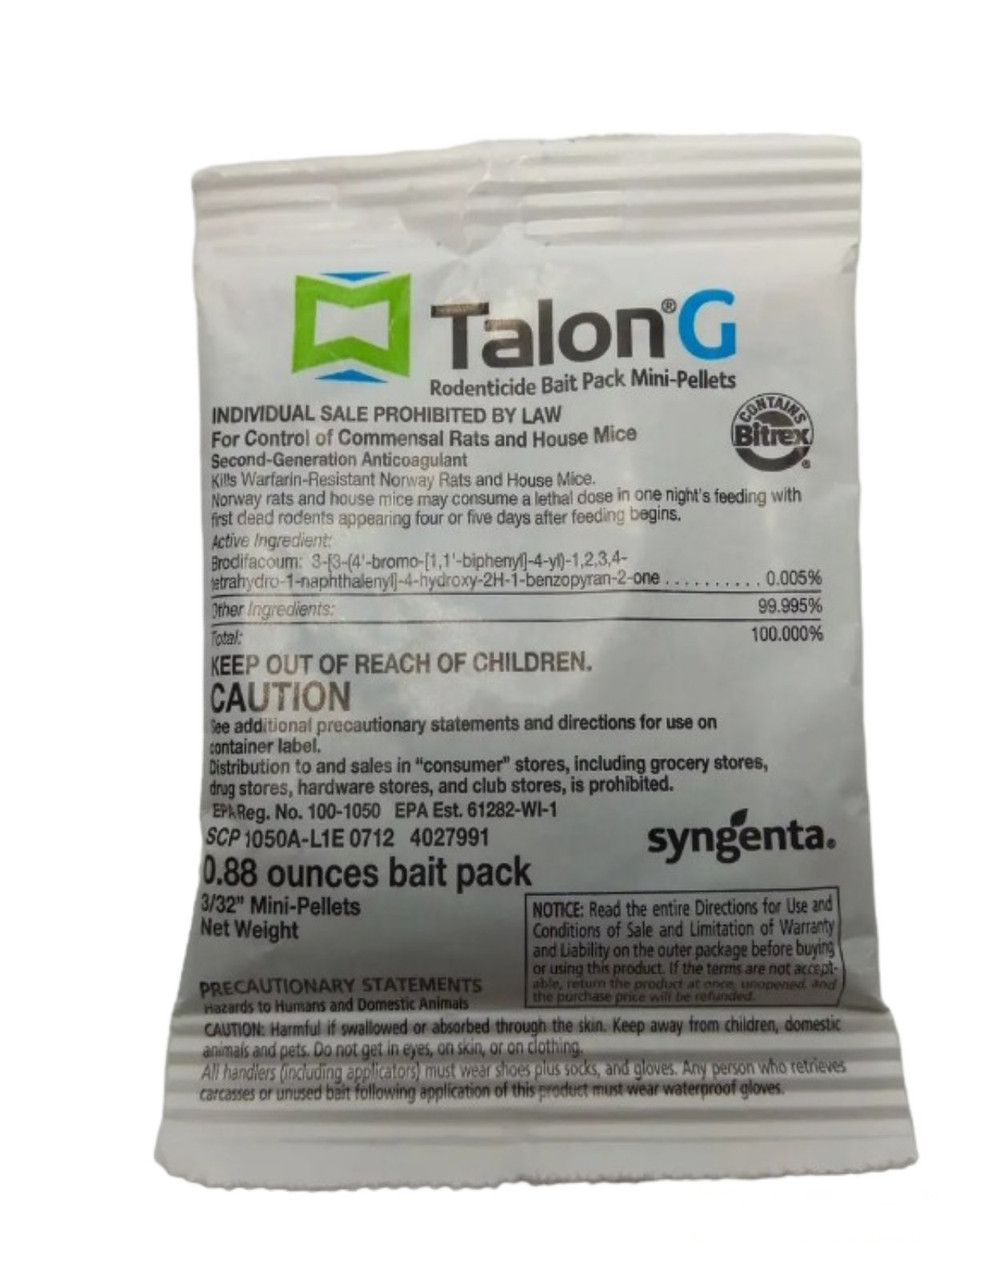 Talon® G
Rodenticide Bait Pack Mini-Pellets
INDIVIDUAL SALE PROHIBITED BY LAW
CONTAINS
Bitrex®
For Control of Commensal Rats and House Mice
Second-Generation Anticoagulant
Kills Warfarin-Resistant Norway Rats and House Mice.
Norway rats and house mice may consume a lethal dose in one night's feeding with
first dead rodents appearing four or five days after feeding begins.
Active Ingredient:
Brodifacoum: 3-[3-(4'-bromo-[1,1'-biphenyl]-4-yl)-1,2,3,4-
tetrahydro-1-naphthalenyl]-4-hydroxy-2H-1-benzopyran-2-one .......... 0.005%
Other Ingredients: 99.995%
Total: 100.000%
KEEP OUT OF REACH OF CHILDREN.
CAUTION
See additional precautionary statements and directions for use on
container label.
Distribution to and sales in "consumer" stores, including grocery stores,
drug stores, hardware stores, and club stores, is prohibited.
EPA Reg. No. 100-1050 EPA Est. 61282-WI-1
SCP 1050A-L1E 0712 4027991
syngenta®
0.88 ounces bait pack
3/32" Mini-Pellets
Net Weight
NOTICE: Read the entire Directions for Use and
Conditions of Sale and Limitation of Warranty
and Liability on the outer package before buying
or using this product. If the terms are not accept-
able, return the product at once, unopened, and
the purchase price will be refunded.
PRECAUTIONARY STATEMENTS
Hazards to Humans and Domestic Animals
CAUTION: Harmful if swallowed or absorbed through the skin. Keep away from children, domestic
animals and pets. Do not get in eyes, on skin, or on clothing.
All handlers (including applicators) must wear shoes plus socks, and gloves. Any person who retrieves
carcasses or unused bait following application of this product must wear waterproof gloves.